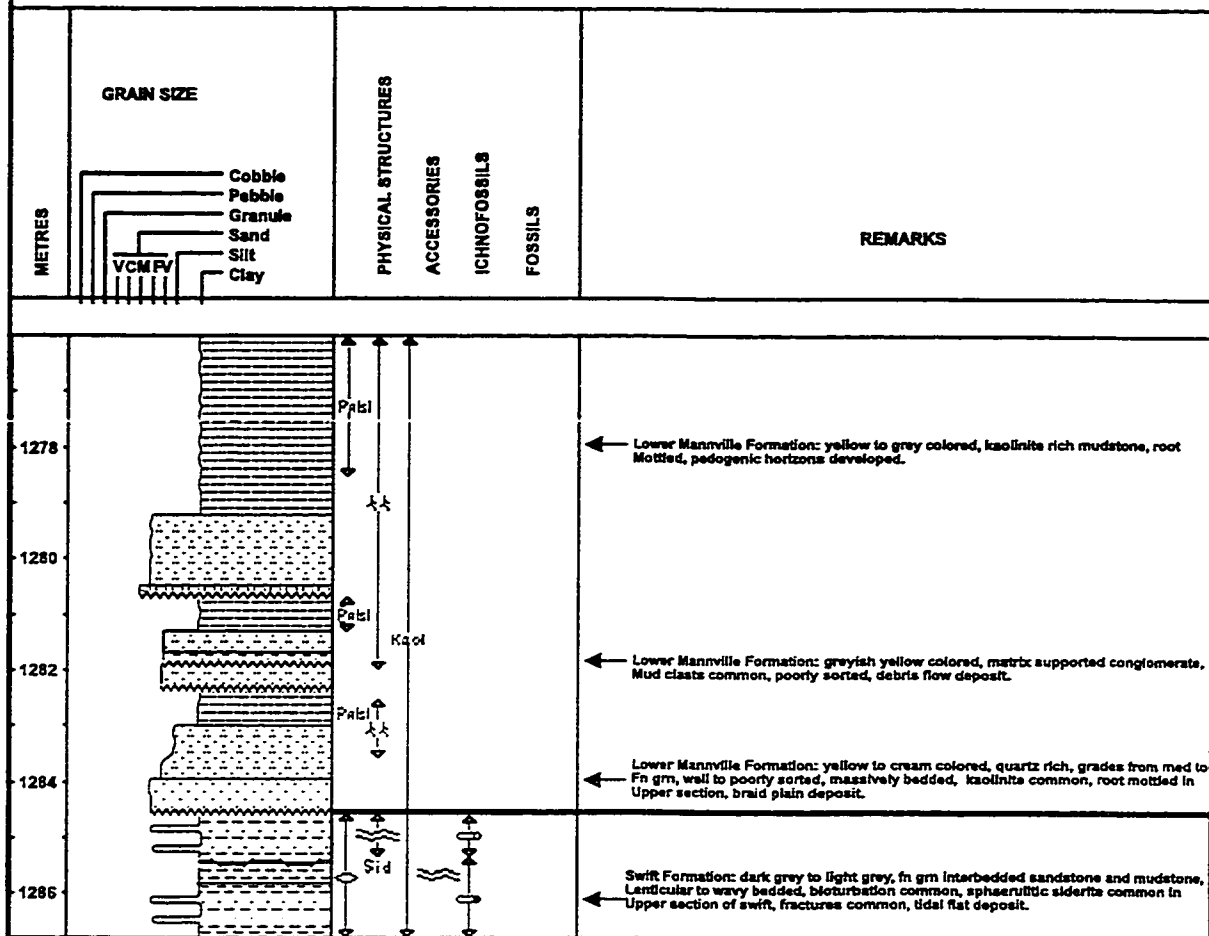 METRES
GRAIN SIZE
Cobble
Pebble
Granule
Sand
Silt
VCMFV
Clay
PHYSICAL STRUCTURES
ACCESSORIES
ICHNOFOSSILS
FOSSILS
REMARKS
Palsl
1278
Lower Mannville Formation: yellow to grey colored, kaolinite rich mudstone, root
Mottled, pedogenic horizons developed.
1280
Palsl
Kaol
1282
Lower Mannville Formation: greyish yellow colored, matrix supported conglomerate,
Mud clasts common, poorly sorted, debris flow deposit.
Palsl
1284
Lower Mannville Formation: yellow to cream colored, quartz rich, grades from med to
Fn grn, well to poorly sorted, massively bedded, kaolinite common, root mottled in
Upper section, braid plain deposit.
Sid
1286
Swift Formation: dark grey to light grey, fn grn interbedded sandstone and mudstone,
Lenticular to wavy bedded, bioturbation common, sphaerulitic siderite common in
Upper section of swift, fractures common, tidal flat deposit.